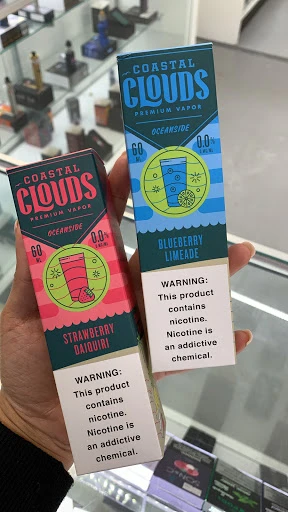 COASTAL
CLOUDS
PREMIUM VAPOR
OCEANSIDE
60
ML
0.0%
BLUEBERRY
LIMEADE
WARNING:
This product
contains
nicotine.
Nicotine is
an addictive
chemical.
COASTAL
CLOUDS
PREMIUM VAPOR
OCEANSIDE
60
ML
0.0%
STRAWBERRY
DAIQUIRI
WARNING:
This product
contains
nicotine.
Nicotine is
an addictive
chemical.